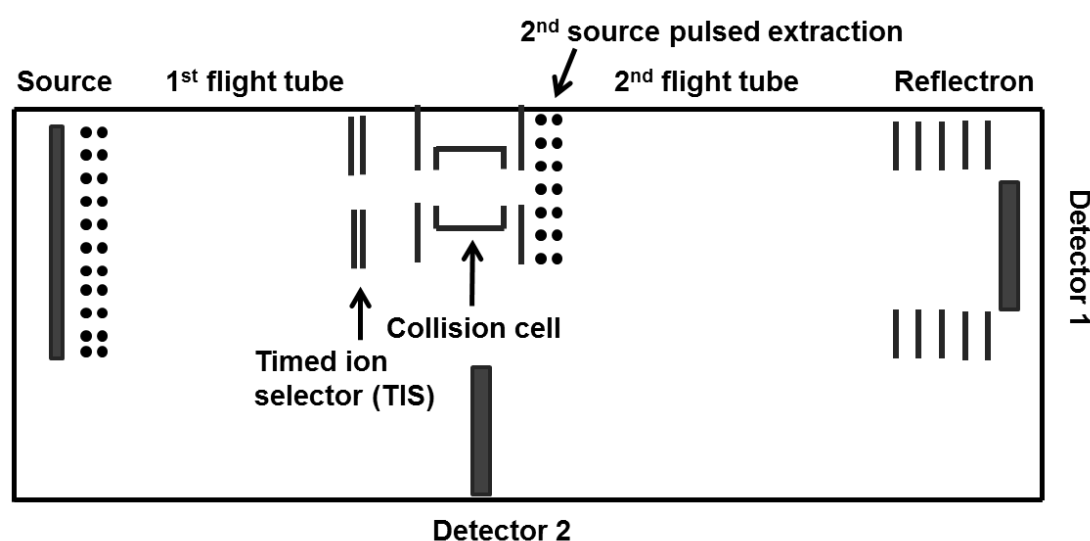 2nd source pulsed extraction
Source
1st flight tube
2nd flight tube
Reflectron
Detector 1
Collision cell
Timed ion
selector (TIS)
Detector 2